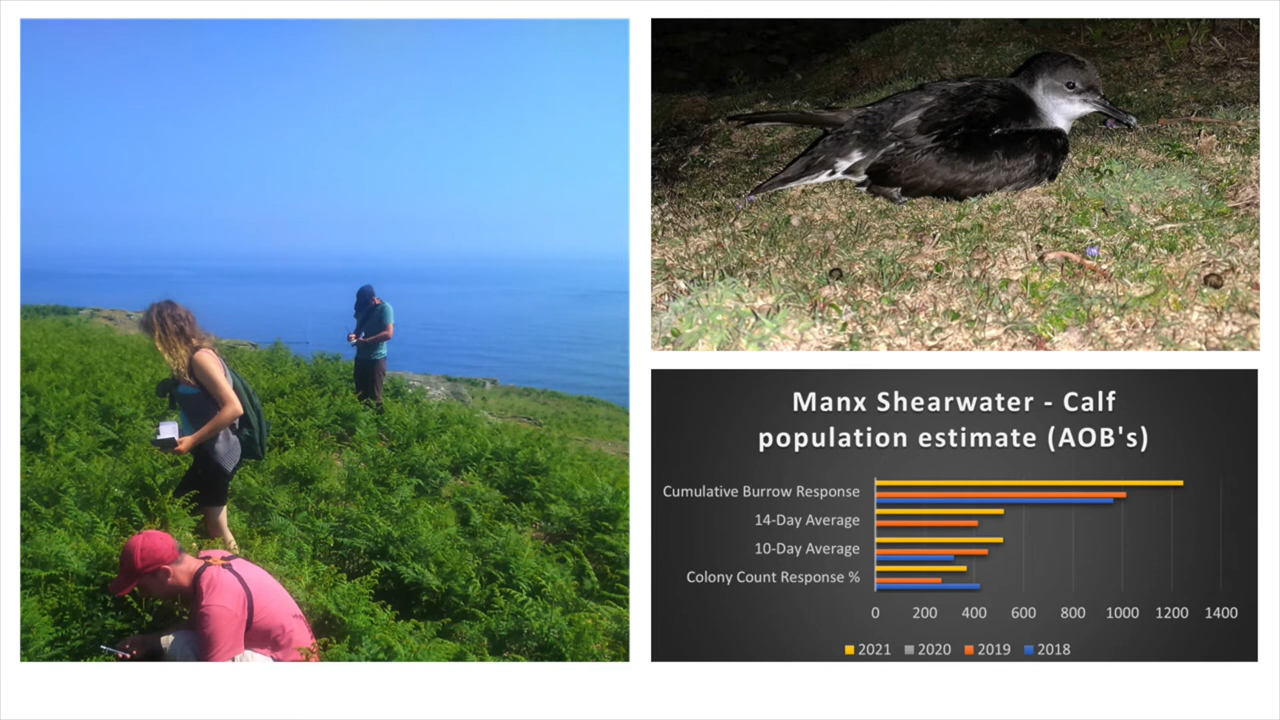 Manx Shearwater - Calf
population estimate (AOB's)
Cumulative Burrow Response
14-Day Average
10-Day Average
Colony Count Response %
0 200 400 600 800 1000 1200 1400
2021 2020 2019 2018